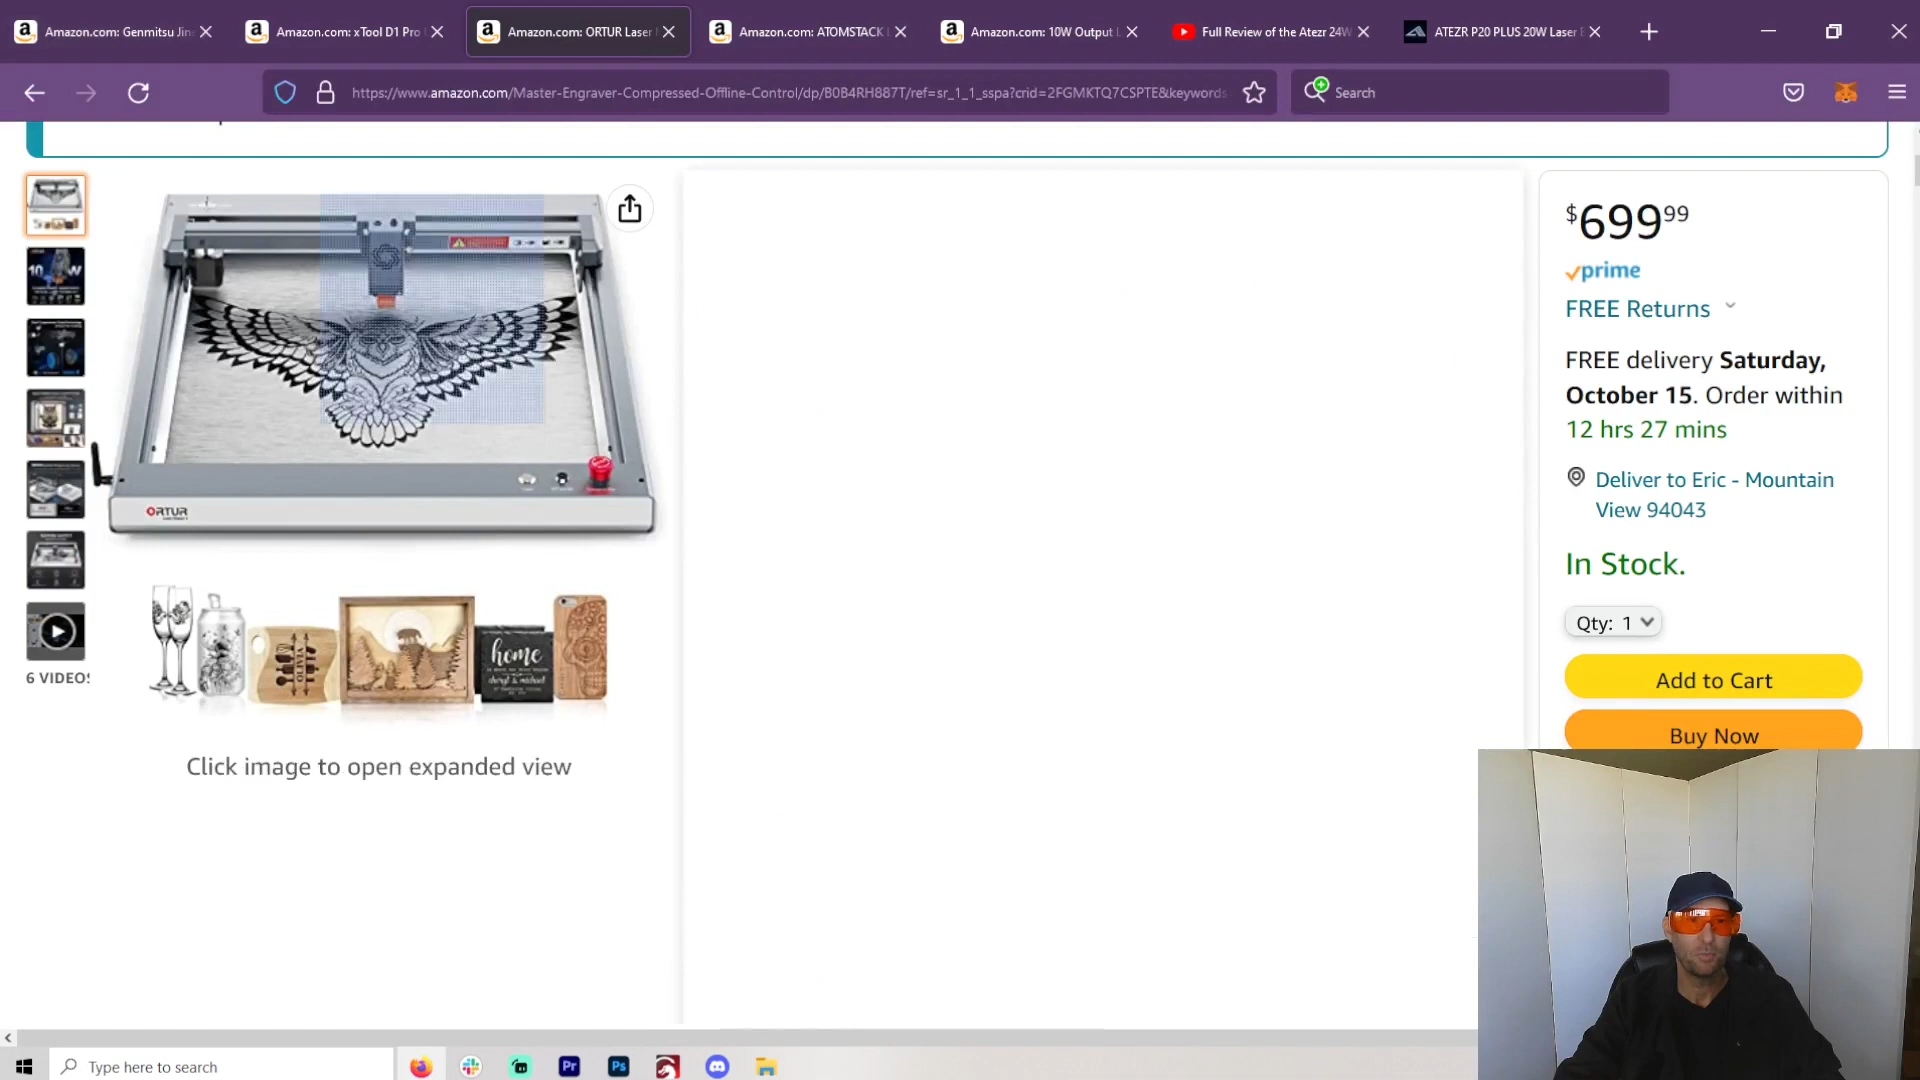 Amazon.com: Genmitsu Jin
Amazon.com: xTool D1 Pro
Amazon.com: ORTUR Laser
Amazon.com: ATOMSTACK
Amazon.com: 10W Output
Full Review of the Atezr 24W
ATEZR P20 PLUS 20W Laser
https://www.amazon.com/Master-Engraver-Compressed-Offline-Control/dp/B0B4RH887T/ref=sr_1_1_sspa?crid=2FGMKTQ7CSPTE&keywords
Search
$699 99
prime
FREE Returns
FREE delivery Saturday,
October 15. Order within
12 hrs 27 mins
Deliver to Eric - Mountain
View 94043
In Stock.
Qty: 1
Add to Cart
Buy Now
ORTUR
10 W
OLIVIA
home
6 VIDEOS
Click image to open expanded view
Type here to search
Pr
Ps